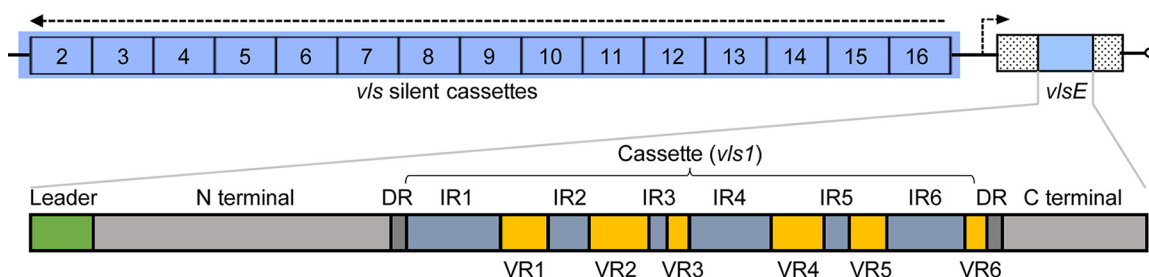 2 3 4 5 6 7 8 9 10 11 12 13 14 15 16
vls silent cassettes
vlsE
Cassette (vls1)
Leader N terminal DR IR1 IR2 IR3 IR4 IR5 IR6 DR C terminal
VR1 VR2 VR3 VR4 VR5 VR6